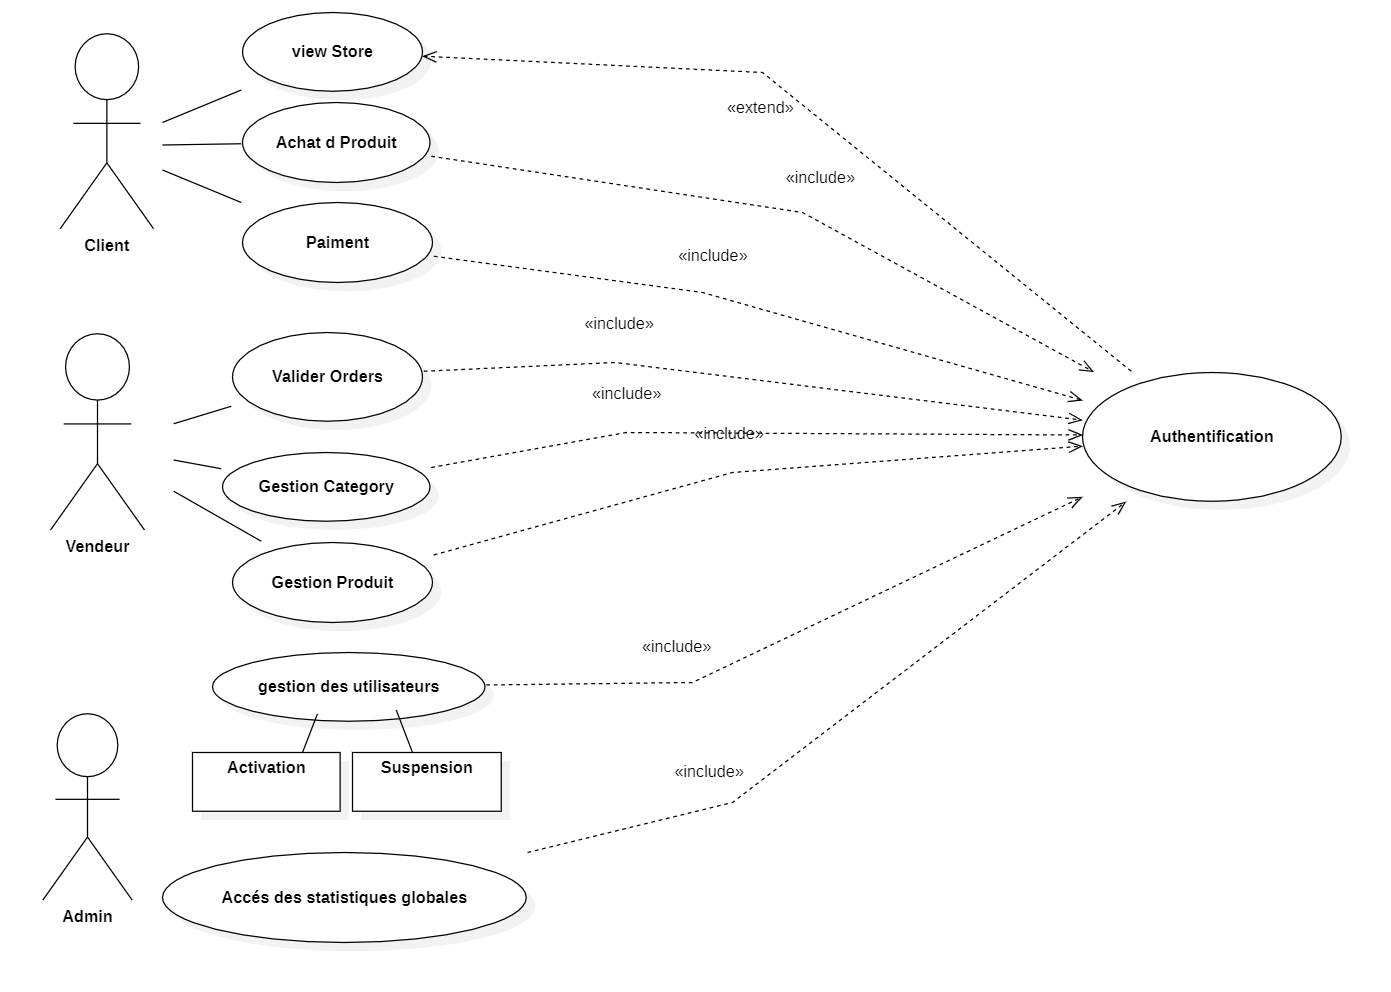 view Store
«extend»
Achat d Produit
«include»
Client
Paiment
«include»
«include»
Valider Orders
«include»
«include»
Authentification
Gestion Category
Vendeur
Gestion Produit
«include»
gestion des utilisateurs
Activation
Suspension
«include»
Accés des statistiques globales
Admin